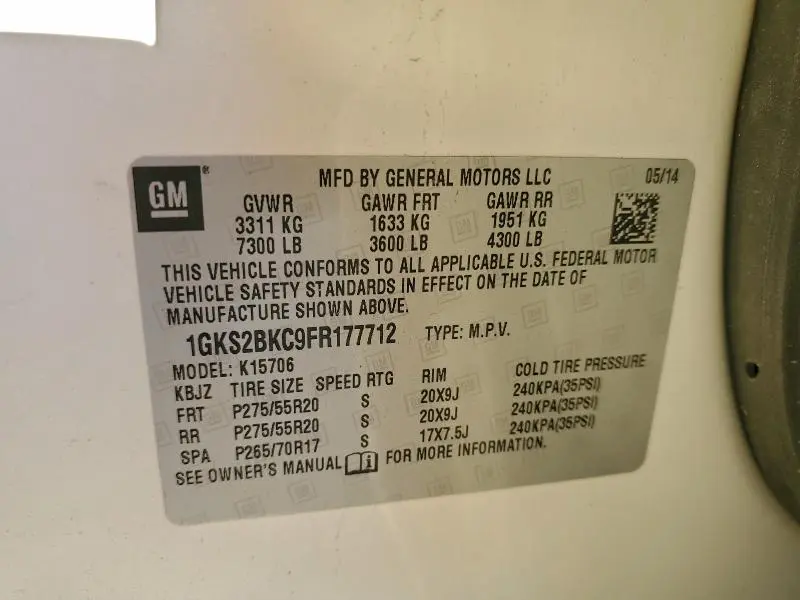 GM® MFD BY GENERAL MOTORS LLC 05/14
GVWR GAWR FRT GAWR RR
3311 KG 1633 KG 1951 KG
7300 LB 3600 LB 4300 LB
THIS VEHICLE CONFORMS TO ALL APPLICABLE U.S. FEDERAL MOTOR
VEHICLE SAFETY STANDARDS IN EFFECT ON THE DATE OF
MANUFACTURE SHOWN ABOVE.
1GKS2BKC9FR177712 TYPE: M.P.V.
MODEL: K15706
KBJZ TIRE SIZE SPEED RTG RIM COLD TIRE PRESSURE
FRT P275/55R20 S 20X9J 240KPA(35PSI)
RR P275/55R20 S 20X9J 240KPA(35PSI)
SPA P265/70R17 S 17X7.5J 240KPA(35PSI)
SEE OWNER'S MANUAL i FOR MORE INFORMATION.